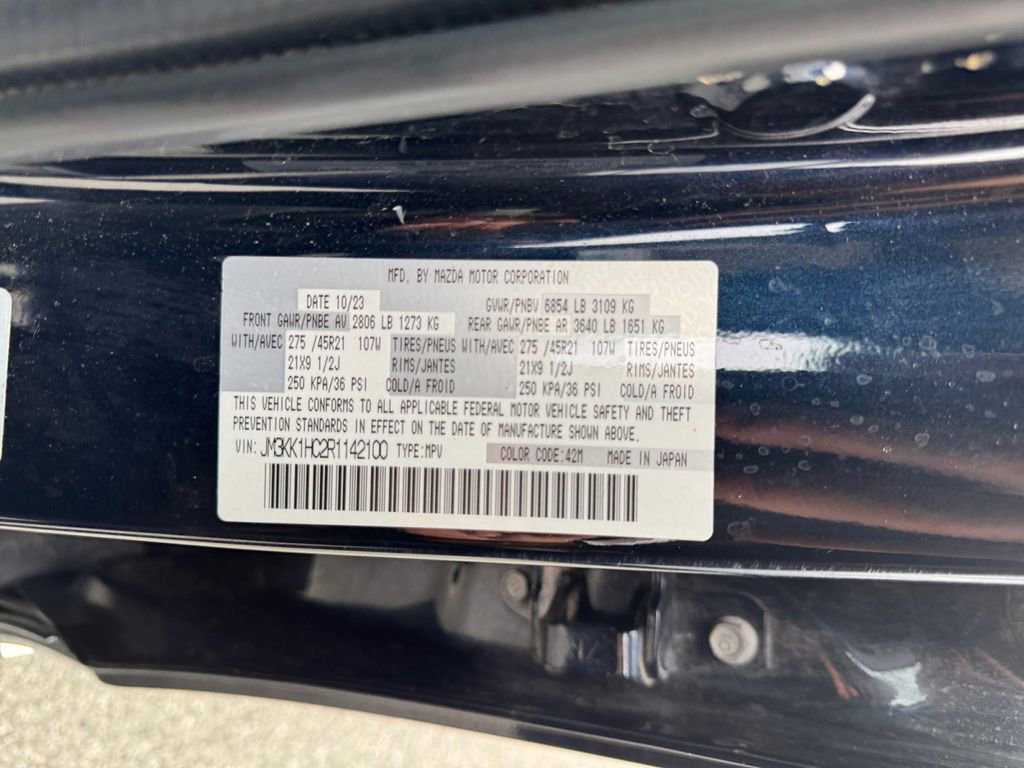 MFD. BY MAZDA MOTOR CORPORATION
DATE 10/23 GVWR/PNBV 6854 LB 3109 KG
FRONT GAWR/PNBE AV 2806 LB 1273 KG REAR GAWR/PNBE AR 3640 LB 1651 KG
WITH/AVEC 275 /45R21 107W TIRES/PNEUS WITH/AVEC 275 /45R21 107W TIRES/PNEUS
21X9 1/2J RIMS/JANTES 21X9 1/2J RIMS/JANTES
250 KPA/36 PSI COLD/A FROID 250 KPA/36 PSI COLD/A FROID
THIS VEHICLE CONFORMS TO ALL APPLICABLE FEDERAL MOTOR VEHICLE SAFETY AND THEFT
PREVENTION STANDARDS IN EFFECT ON THE DATE OF MANUFACTURE SHOWN ABOVE.
VIN: JM3KK1HC2R1142100 TYPE:MPV COLOR CODE:42M MADE IN JAPAN